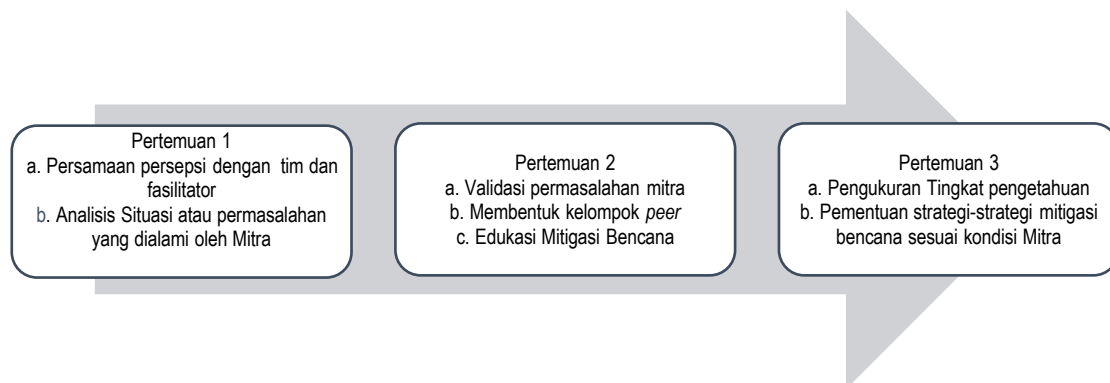 Pertemuan 1
a. Persamaan persepsi dengan tim dan
fasilitator
b. Analisis Situasi atau permasalahan
yang dialami oleh Mitra
Pertemuan 2
a. Validasi permasalahan mitra
b. Membentuk kelompok peer
c. Edukasi Mitigasi Bencana
Pertemuan 3
a. Pengukuran Tingkat pengetahuan
b. Pementuan strategi-strategi mitigasi
bencana sesuai kondisi Mitra